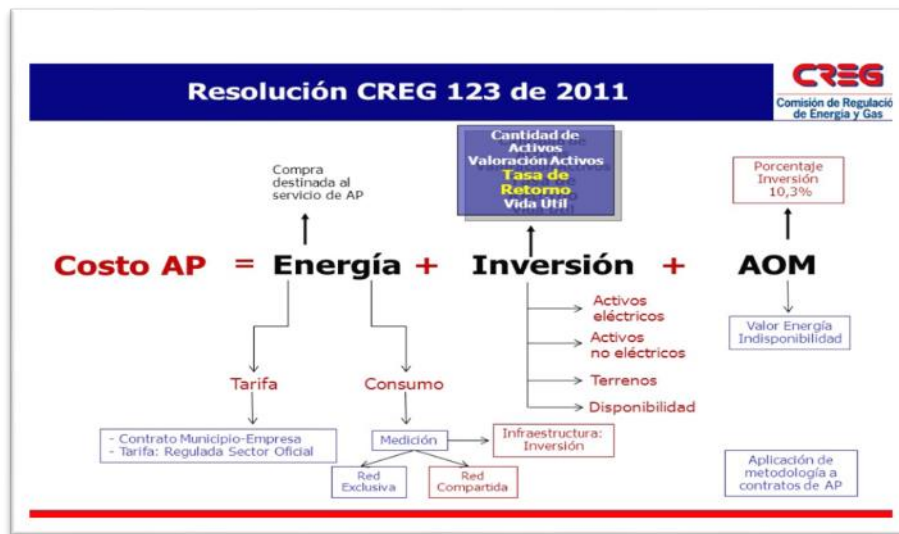 Resolución CREG 123 de 2011
CREG
Comisión de Regulació
de Energía y Gas
Compra
destinada al
servicio de AP
Cantidad de
Activos
Valoración Activos
Tasa de
Retorno
Vida Útil
Porcentaje
Inversión
10,3%
Costo AP = Energía + Inversión + AOM
Activos
eléctricos
Activos
no eléctricos
Terrenos
Disponibilidad
Valor Energía
Indisponibilidad
Tarifa
Consumo
- Contrato Municipio-Empresa
- Tarifa: Regulada Sector Oficial
Medición
Infraestructura:
Inversión
Red
Exclusiva
Red
Compartida
Aplicación de
metodología a
contratos de AP